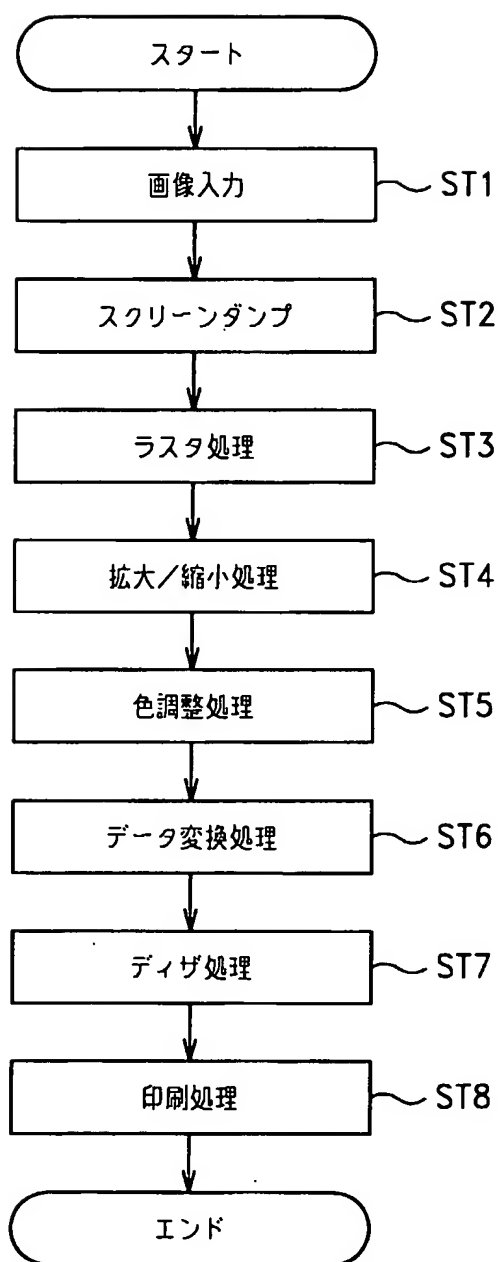 スタート
画像入力 ST1
スクリーンダンプ ST2
ラスタ処理 ST3
拡大／縮小処理 ST4
色調整処理 ST5
データ変換処理 ST6
ディザ処理 ST7
印刷処理 ST8
エンド